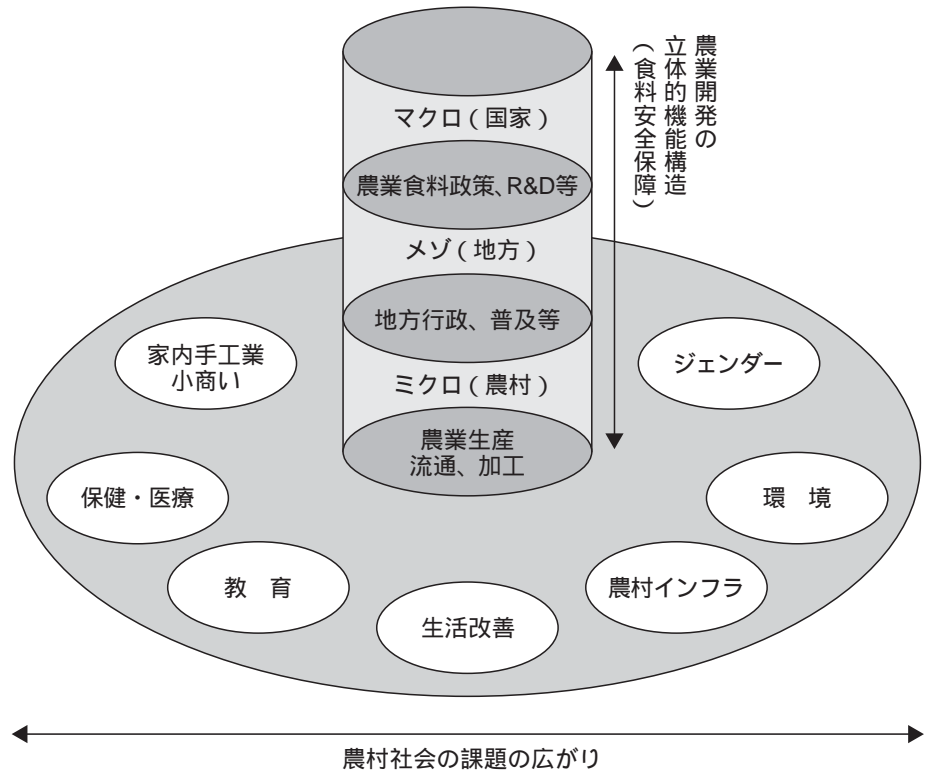 農業開発の
立体的機能構造
(食料安全保障)
マクロ(国家)
農業食料政策、R&D等
メゾ(地方)
地方行政、普及等
ミクロ(農村)
農業生産
流通、加工
家内手工業
小商い
ジェンダー
保健・医療
環　境
教　育
農村インフラ
生活改善
農村社会の課題の広がり